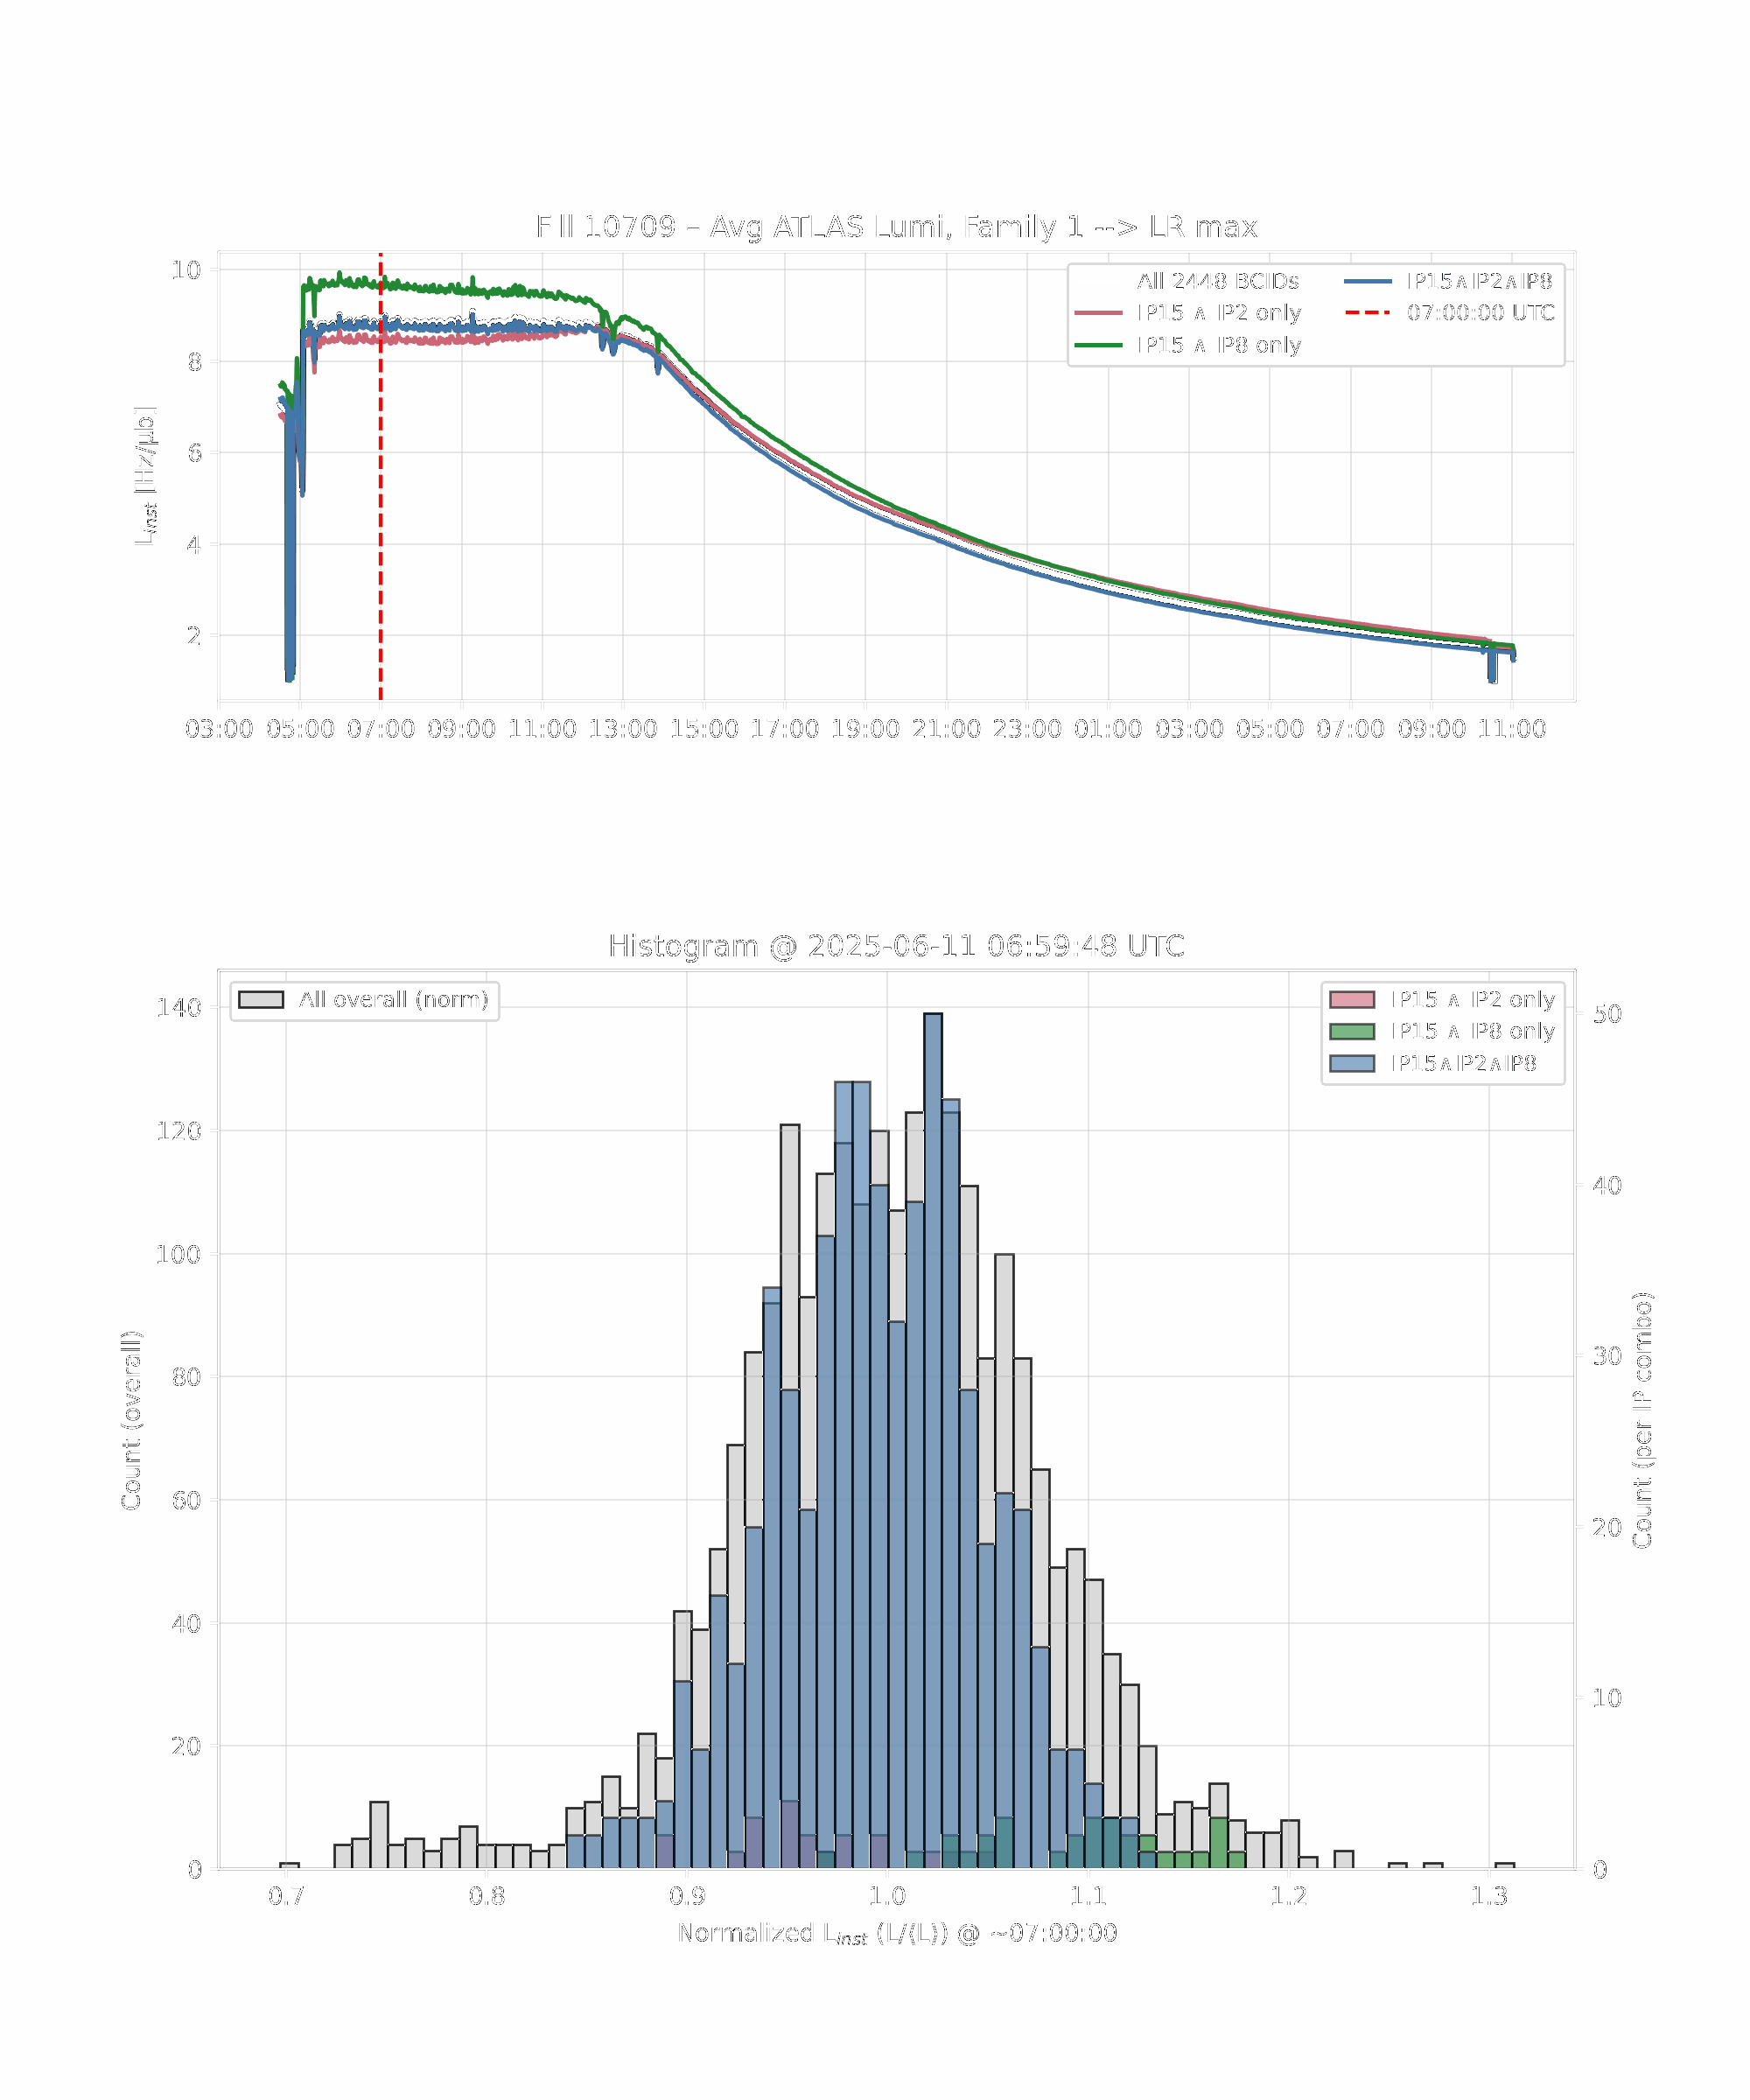 Fill 10709 – Avg ATLAS Lumi, Family 1 --> LR max
All 2448 BCIDs
IP15 ∧ IP2 only
IP15 ∧ IP8 only
IP15∧IP2∧IP8
07:00:00 UTC
L_inst [Hz/µb]
10
8
6
4
2
03:00 05:00 07:00 09:00 11:00 13:00 15:00 17:00 19:00 21:00 23:00 01:00 03:00 05:00 07:00 09:00 11:00
Histogram @ 2025-06-11 06:59:48 UTC
All overall (norm)
IP15 ∧ IP2 only
IP15 ∧ IP8 only
IP15∧IP2∧IP8
Count (overall)
140
120
100
80
60
40
20
0
Count (per IP combo)
50
40
30
20
10
0
0.7 0.8 0.9 1.0 1.1 1.2 1.3
Normalized L_inst (L/⟨L⟩) @ ~07:00:00